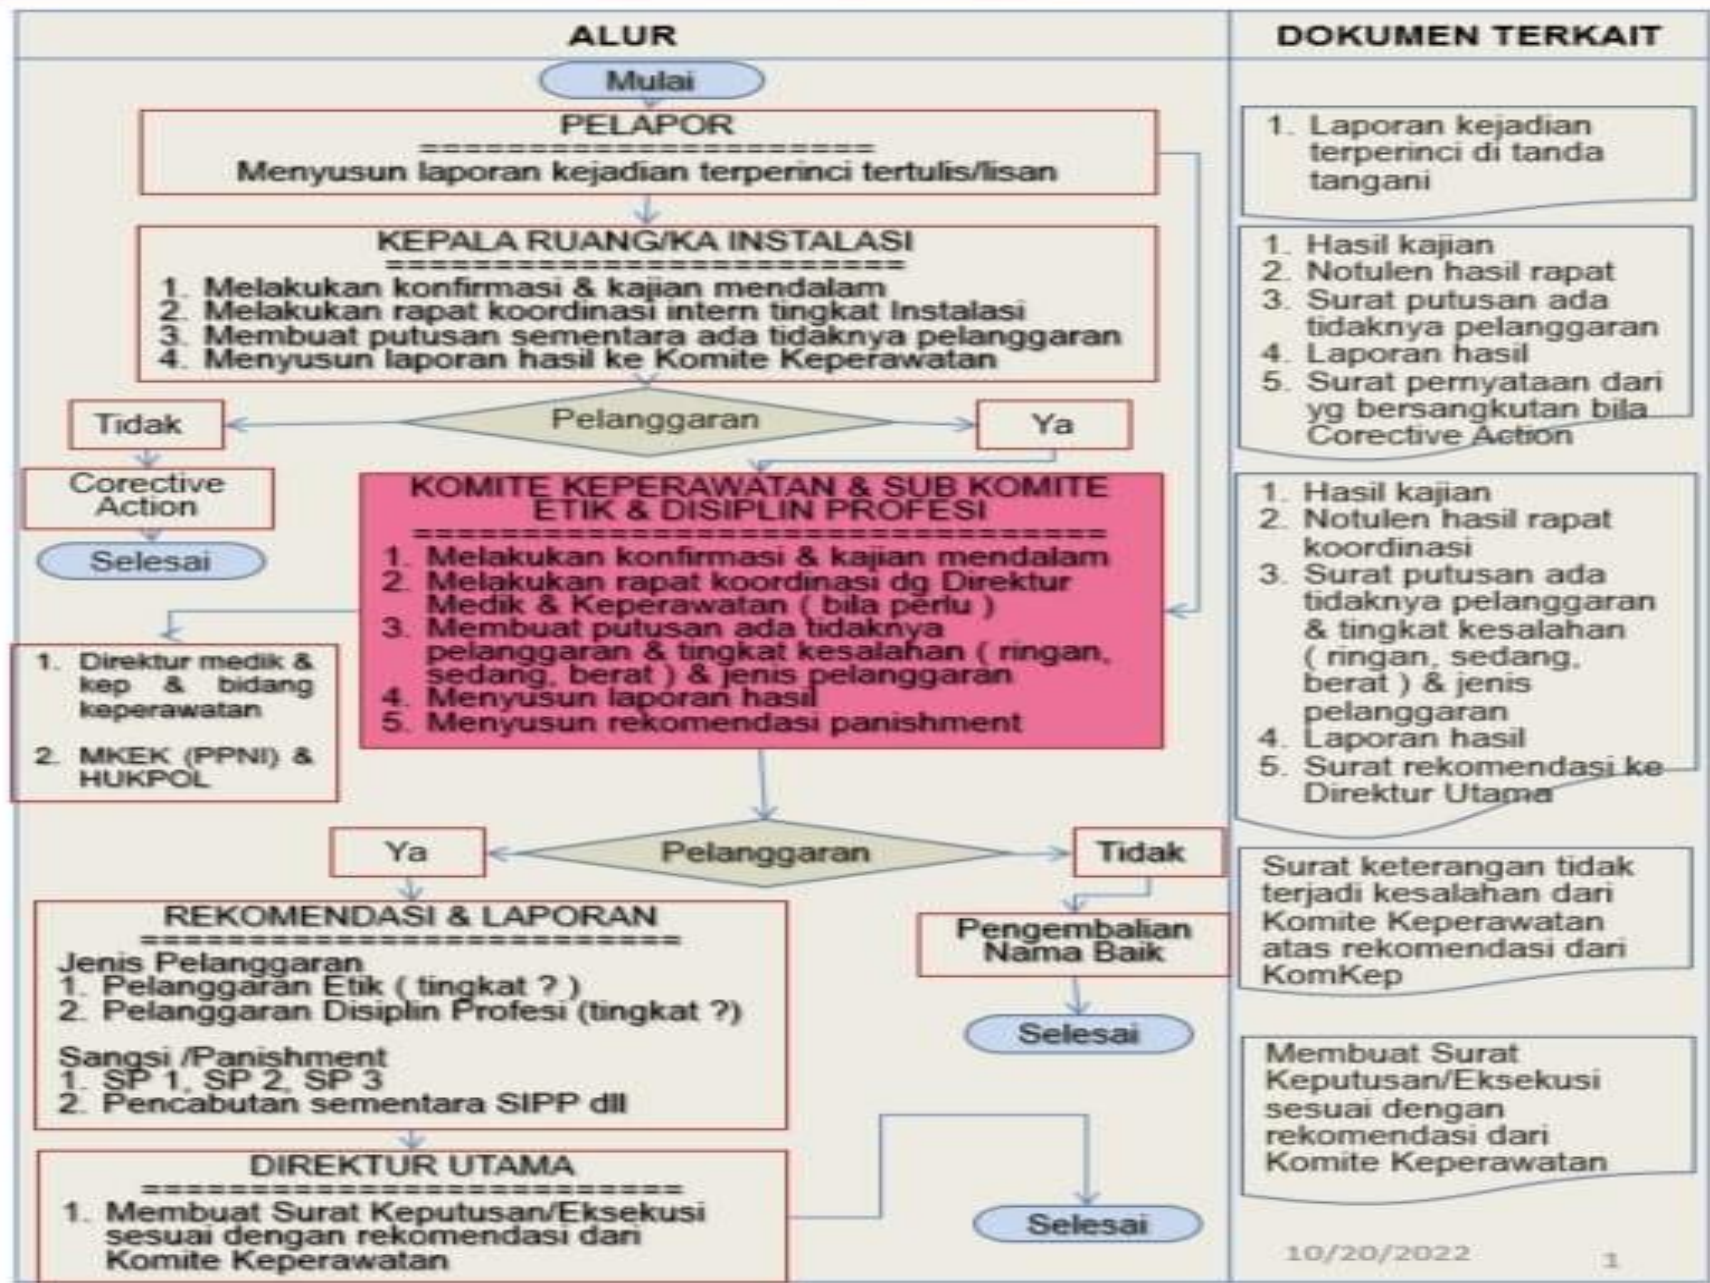 ALUR
DOKUMEN TERKAIT
Mulai
PELAPOR
======================
Menyusun laporan kejadian terperinci tertulis/lisan
1. Laporan kejadian
terperinci di tanda
tangani
KEPALA RUANG/KA INSTALASI
=========================
1. Melakukan konfirmasi & kajian mendalam
2. Melakukan rapat koordinasi intern tingkat Instalasi
3. Membuat putusan sementara ada tidaknya pelanggaran
4. Menyusun laporan hasil ke Komite Keperawatan
1. Hasil kajian
2. Notulen hasil rapat
3. Surat putusan ada
tidaknya pelanggaran
4. Laporan hasil
5. Surat pernyataan dari
yg bersangkutan bila
Corective Action
Tidak
Pelanggaran
Ya
Corective
Action
Selesai
KOMITE KEPERAWATAN & SUB KOMITE
ETIK & DISIPLIN PROFESI
=================================
1. Melakukan konfirmasi & kajian mendalam
2. Melakukan rapat koordinasi dg Direktur
Medik & Keperawatan ( bila perlu )
3. Membuat putusan ada tidaknya
pelanggaran & tingkat kesalahan ( ringan,
sedang, berat ) & jenis pelanggaran
4. Menyusun laporan hasil
5. Menyusun rekomendasi panishment
1. Hasil kajian
2. Notulen hasil rapat
koordinasi
3. Surat putusan ada
tidaknya pelanggaran
& tingkat kesalahan
( ringan, sedang,
berat ) & jenis
pelanggaran
4. Laporan hasil
5. Surat rekomendasi ke
Direktur Utama
1. Direktur medik &
kep & bidang
keperawatan
2. MKEK (PPNI) &
HUKPOL
Ya
Pelanggaran
Tidak
REKOMENDASI & LAPORAN
==========================
Jenis Pelanggaran
1. Pelanggaran Etik ( tingkat ? )
2. Pelanggaran Disiplin Profesi (tingkat ?)
Sangsi /Panishment
1. SP 1, SP 2, SP 3
2. Pencabutan sementara SIPP dll
Pengembalian
Nama Baik
Selesai
Surat keterangan tidak
terjadi kesalahan dari
Komite Keperawatan
atas rekomendasi dari
KomKep
DIREKTUR UTAMA
==========================
1. Membuat Surat Keputusan/Eksekusi
sesuai dengan rekomendasi dari
Komite Keperawatan
Selesai
Membuat Surat
Keputusan/Eksekusi
sesuai dengan
rekomendasi dari
Komite Keperawatan
10/20/2022
1